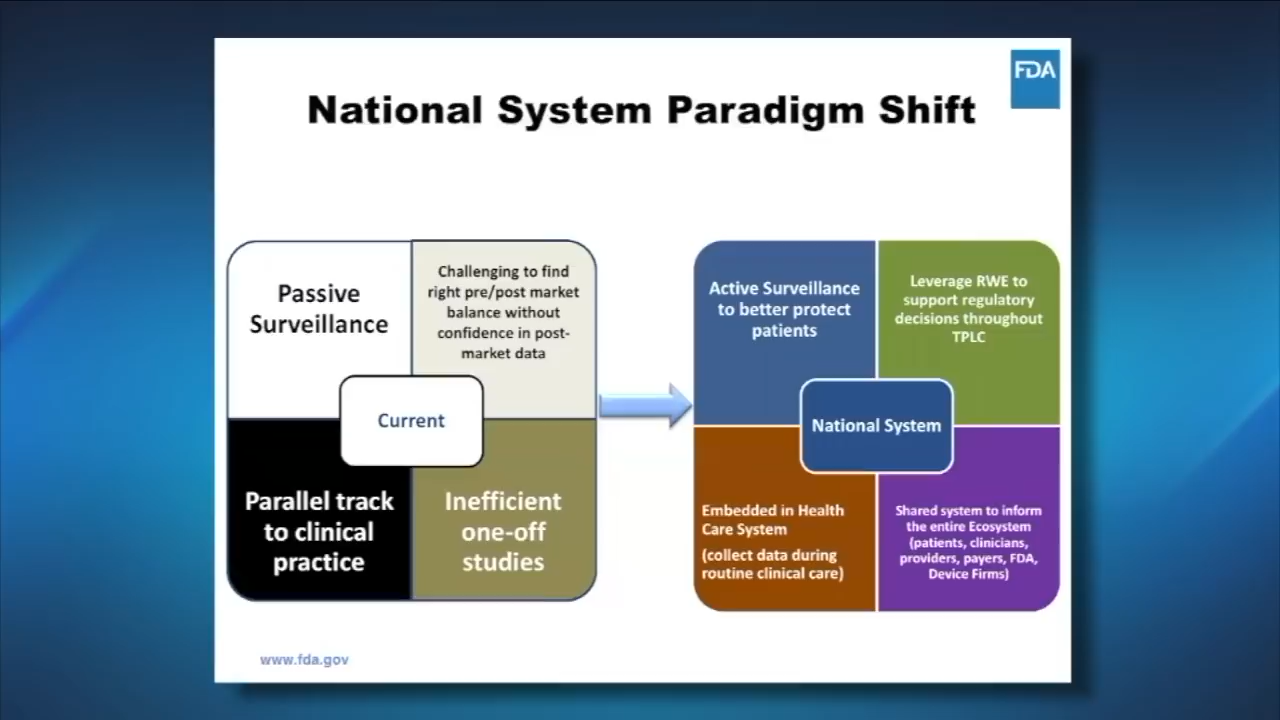 FDA
National System Paradigm Shift
Passive
Surveillance
Challenging to find
right pre/post market
balance without
confidence in post-
market data
Current
Parallel track
to clinical
practice
Inefficient
one-off
studies
Active Surveillance
to better protect
patients
Leverage RWE to
support regulatory
decisions throughout
TPLC
National System
Embedded in Health
Care System
(collect data during
routine clinical care)
Shared system to inform
the entire Ecosystem
(patients, clinicians,
providers, payers, FDA,
Device Firms)
www.fda.gov